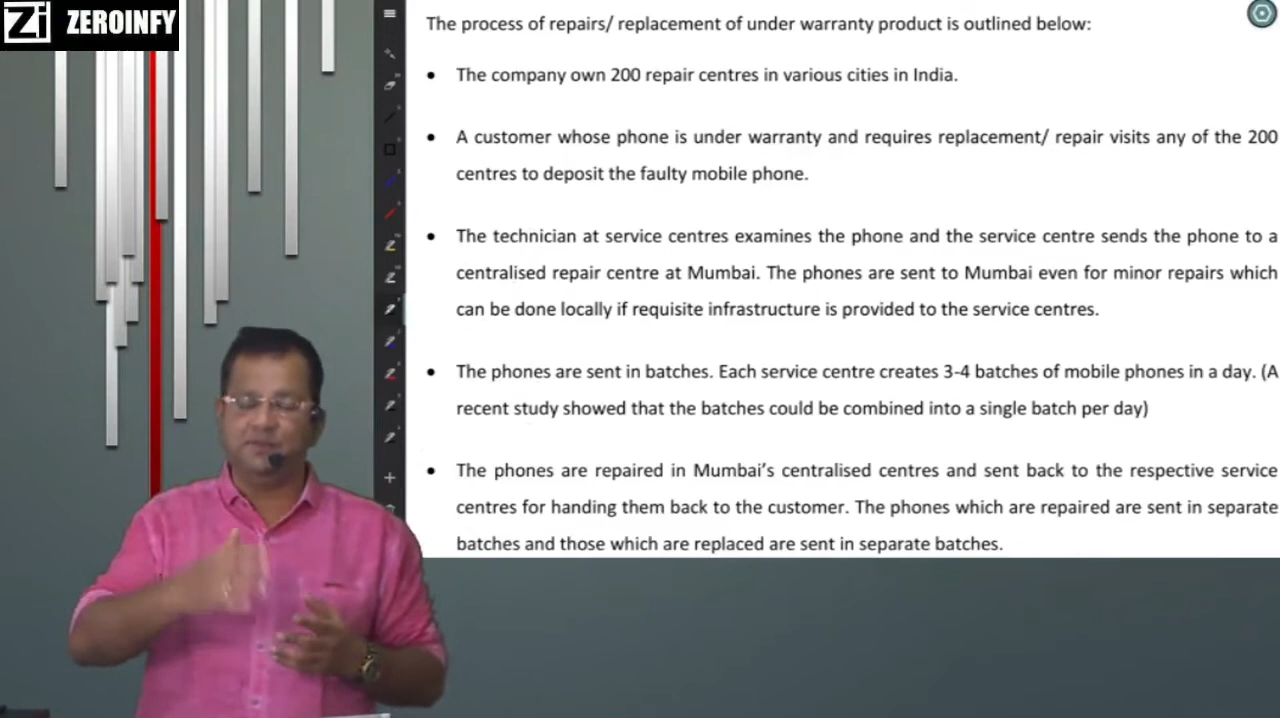 Zi ZEROINFY
The process of repairs/ replacement of under warranty product is outlined below:
• The company own 200 repair centres in various cities in India.
• A customer whose phone is under warranty and requires replacement/ repair visits any of the 200
centres to deposit the faulty mobile phone.
• The technician at service centres examines the phone and the service centre sends the phone to a
centralised repair centre at Mumbai. The phones are sent to Mumbai even for minor repairs which
can be done locally if requisite infrastructure is provided to the service centres.
• The phones are sent in batches. Each service centre creates 3-4 batches of mobile phones in a day. (A
recent study showed that the batches could be combined into a single batch per day)
• The phones are repaired in Mumbai’s centralised centres and sent back to the respective service
centres for handing them back to the customer. The phones which are repaired are sent in separate
batches and those which are replaced are sent in separate batches.